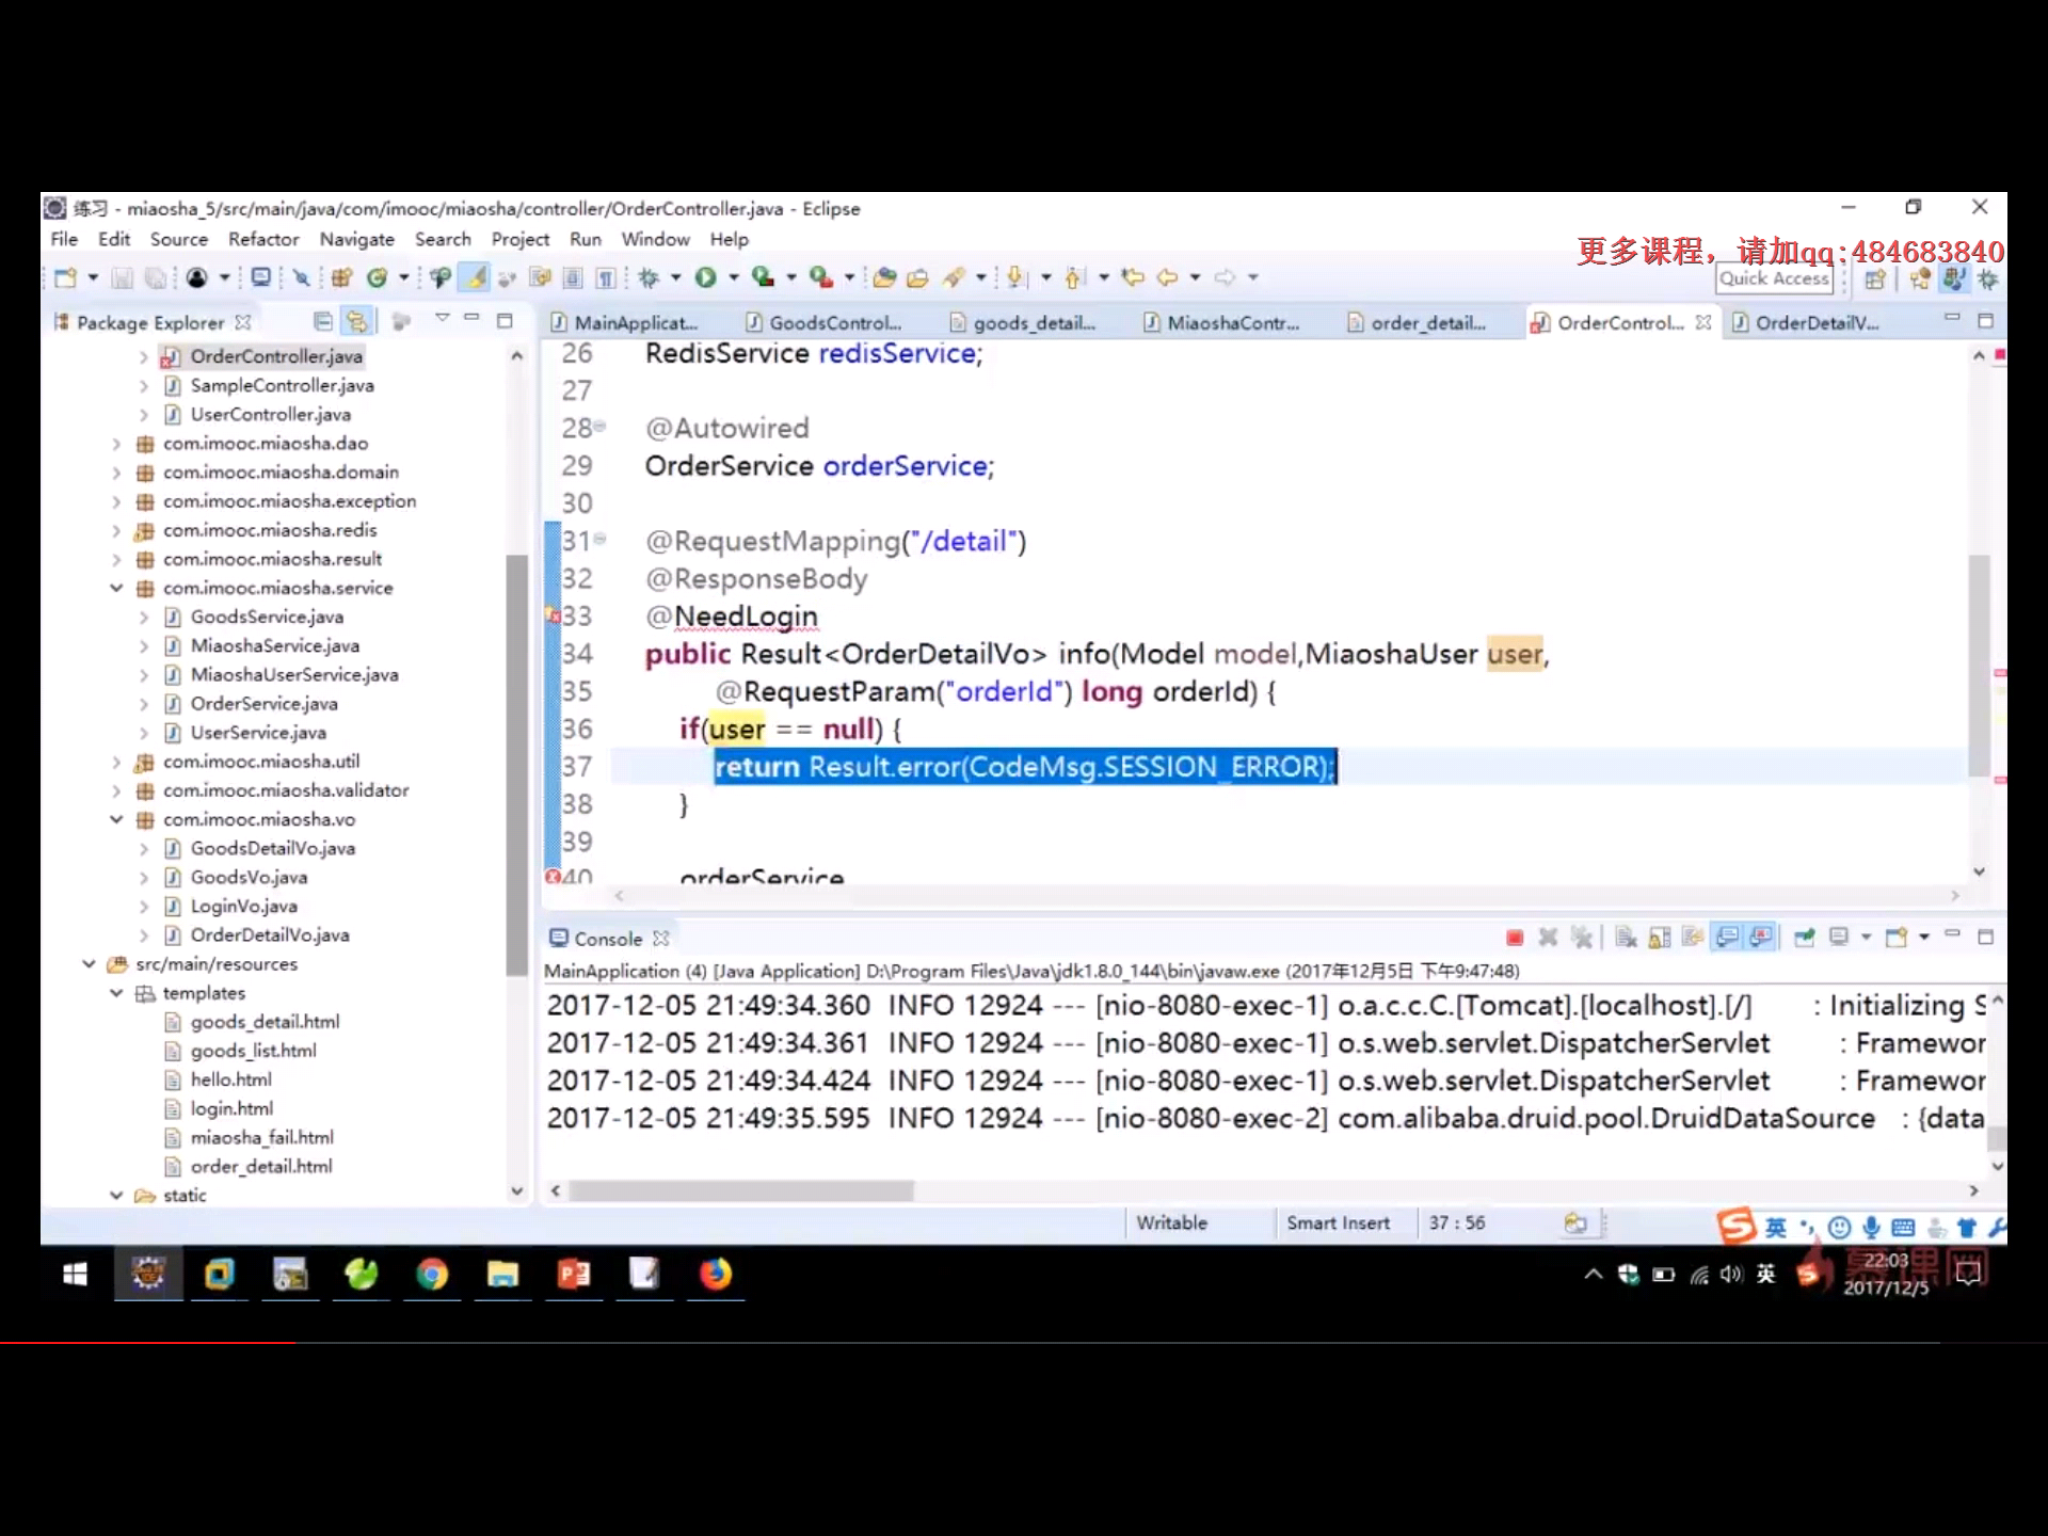 练习 - miaosha_5/src/main/java/com/imooc/miaosha/controller/OrderController.java - Eclipse
File Edit Source Refactor Navigate Search Project Run Window Help
更多课程，请加qq:484683840
Quick Access
Package Explorer
OrderController.java
SampleController.java
UserController.java
com.imooc.miaosha.dao
com.imooc.miaosha.domain
com.imooc.miaosha.exception
com.imooc.miaosha.redis
com.imooc.miaosha.result
com.imooc.miaosha.service
GoodsService.java
MiaoshaService.java
MiaoshaUserService.java
OrderService.java
UserService.java
com.imooc.miaosha.util
com.imooc.miaosha.validator
com.imooc.miaosha.vo
GoodsDetailVo.java
GoodsVo.java
LoginVo.java
OrderDetailVo.java
src/main/resources
templates
goods_detail.html
goods_list.html
hello.html
login.html
miaosha_fail.html
order_detail.html
static
MainApplicat... GoodsControl... goods_detail... MiaoshaContr... order_detail... OrderControl... OrderDetailV...
26 RedisService redisService;
27
28 @Autowired
29 OrderService orderService;
30
31 @RequestMapping("/detail")
32 @ResponseBody
33 @NeedLogin
34 public Result<OrderDetailVo> info(Model model,MiaoshaUser user,
35 @RequestParam("orderId") long orderId) {
36 if(user == null) {
37 return Result.error(CodeMsg.SESSION_ERROR);
38 }
39
40 orderService
Console
MainApplication (4) [Java Application] D:\Program Files\Java\jdk1.8.0_144\bin\javaw.exe (2017年12月5日 下午9:47:48)
2017-12-05 21:49:34.360 INFO 12924 --- [nio-8080-exec-1] o.a.c.c.C.[Tomcat].[localhost].[/] : Initializing S
2017-12-05 21:49:34.361 INFO 12924 --- [nio-8080-exec-1] o.s.web.servlet.DispatcherServlet : Framewor
2017-12-05 21:49:34.424 INFO 12924 --- [nio-8080-exec-1] o.s.web.servlet.DispatcherServlet : Framewor
2017-12-05 21:49:35.595 INFO 12924 --- [nio-8080-exec-2] com.alibaba.druid.pool.DruidDataSource : {data
Writable Smart Insert 37 : 56
英
英
慕课网
22:03
2017/12/5